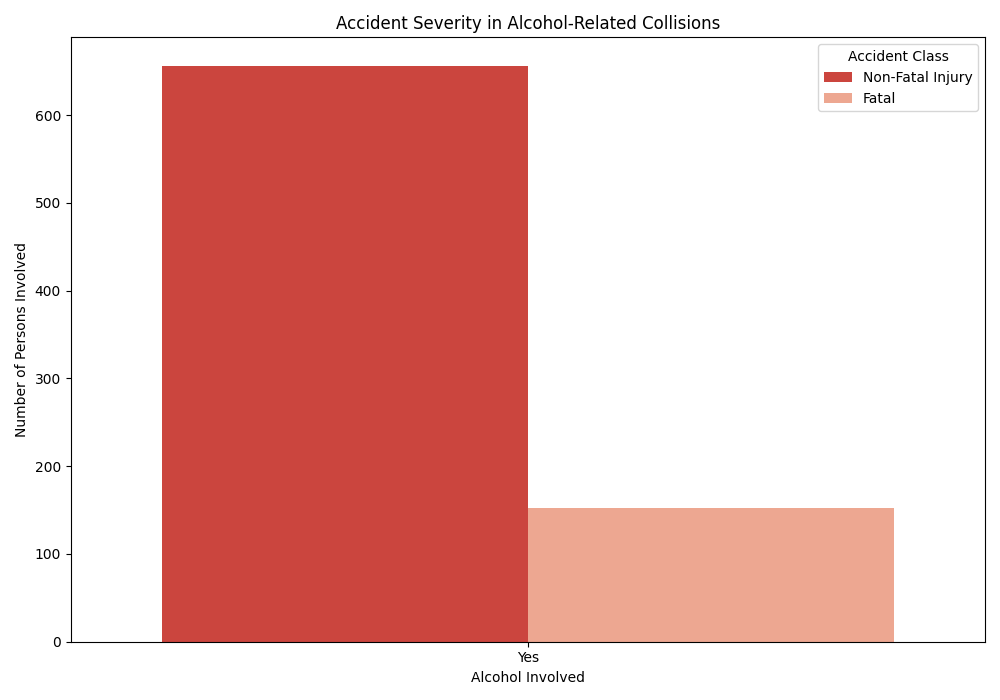 Accident Severity in Alcohol-Related Collisions
Accident Class
Non-Fatal Injury
Fatal
Number of Persons Involved
600
500
400
300
200
100
0
Yes
Alcohol Involved